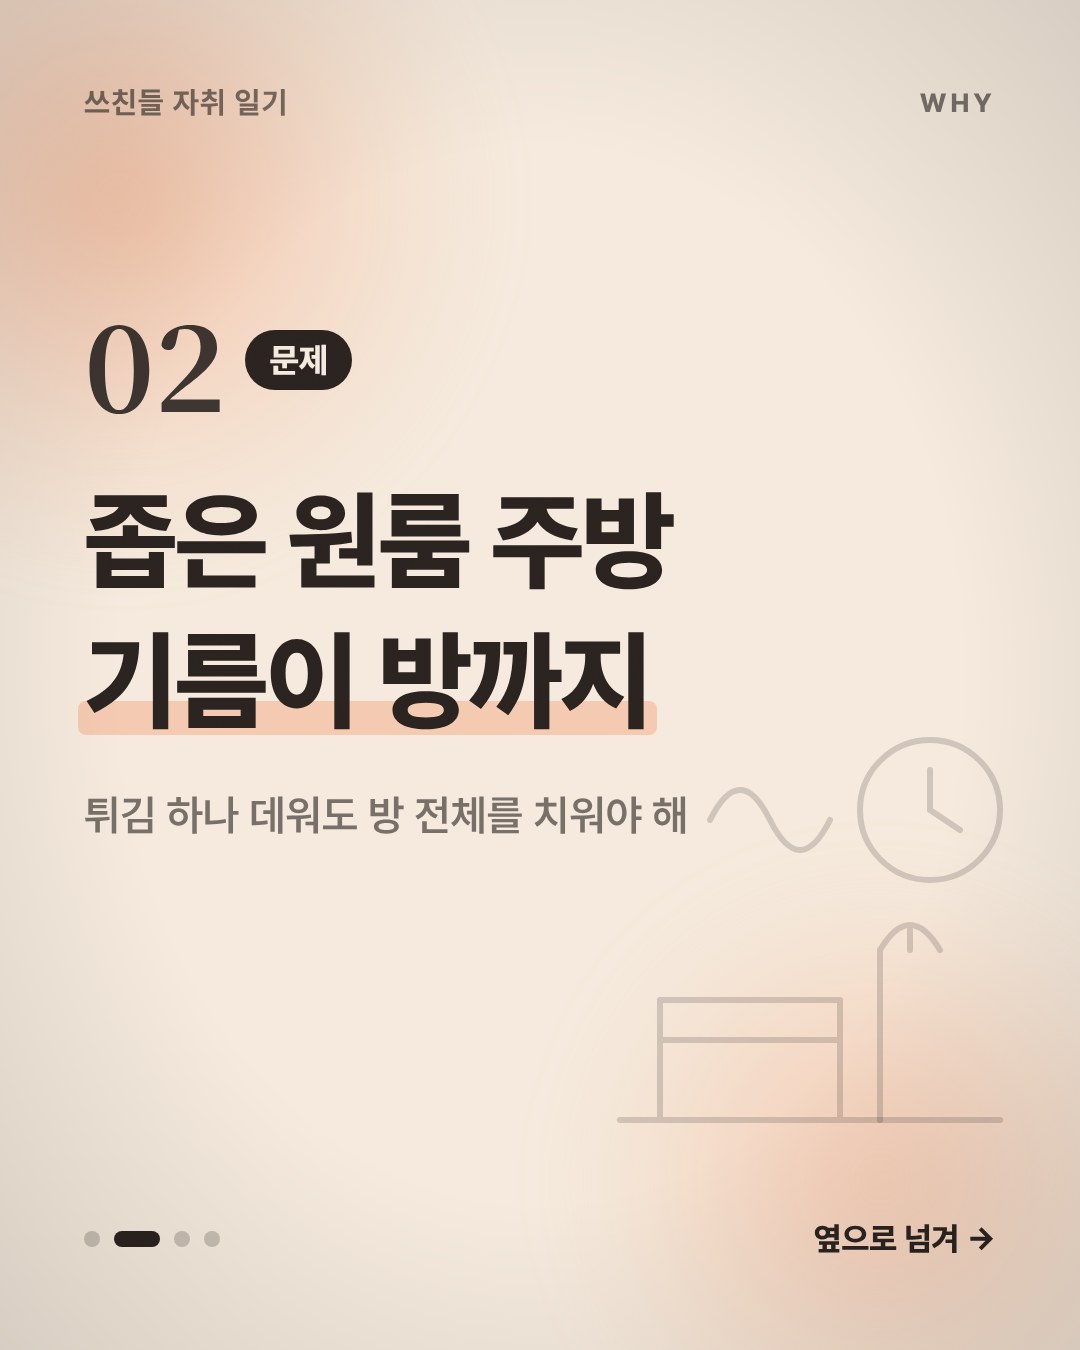 쓰친들 자취 일기
WHY
02 문제
좁은 원룸 주방
기름이 방까지
튀김 하나 데워도 방 전체를 치워야 해
옆으로 넘겨 →